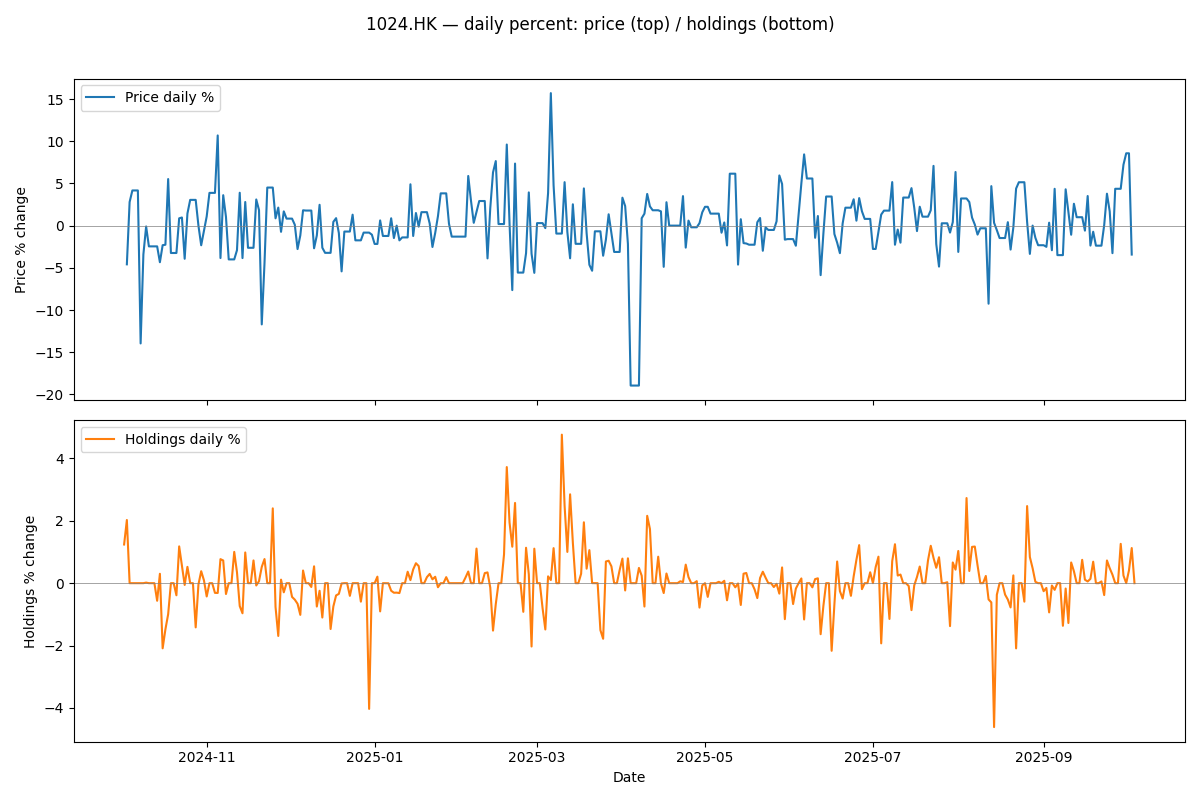 1024.HK — daily percent: price (top) / holdings (bottom)
Price daily %
15
10
5
0
−5
−10
−15
−20
Price % change
Holdings daily %
4
2
0
−2
−4
Holdings % change
2024-11 2025-01 2025-03 2025-05 2025-07 2025-09
Date